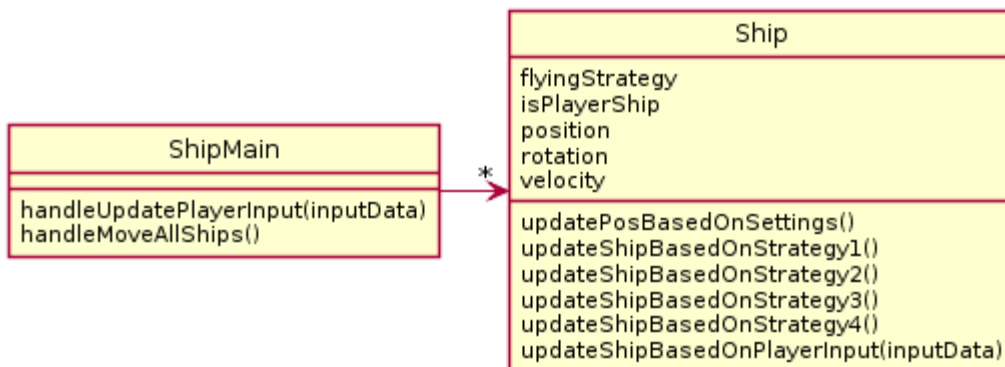 ShipMain
handleUpdatePlayerInput(inputData)
handleMoveAllShips()
*
Ship
flyingStrategy
isPlayerShip
position
rotation
velocity
updatePosBasedOnSettings()
updateShipBasedOnStrategy1()
updateShipBasedOnStrategy2()
updateShipBasedOnStrategy3()
updateShipBasedOnStrategy4()
updateShipBasedOnPlayerInput(inputData)